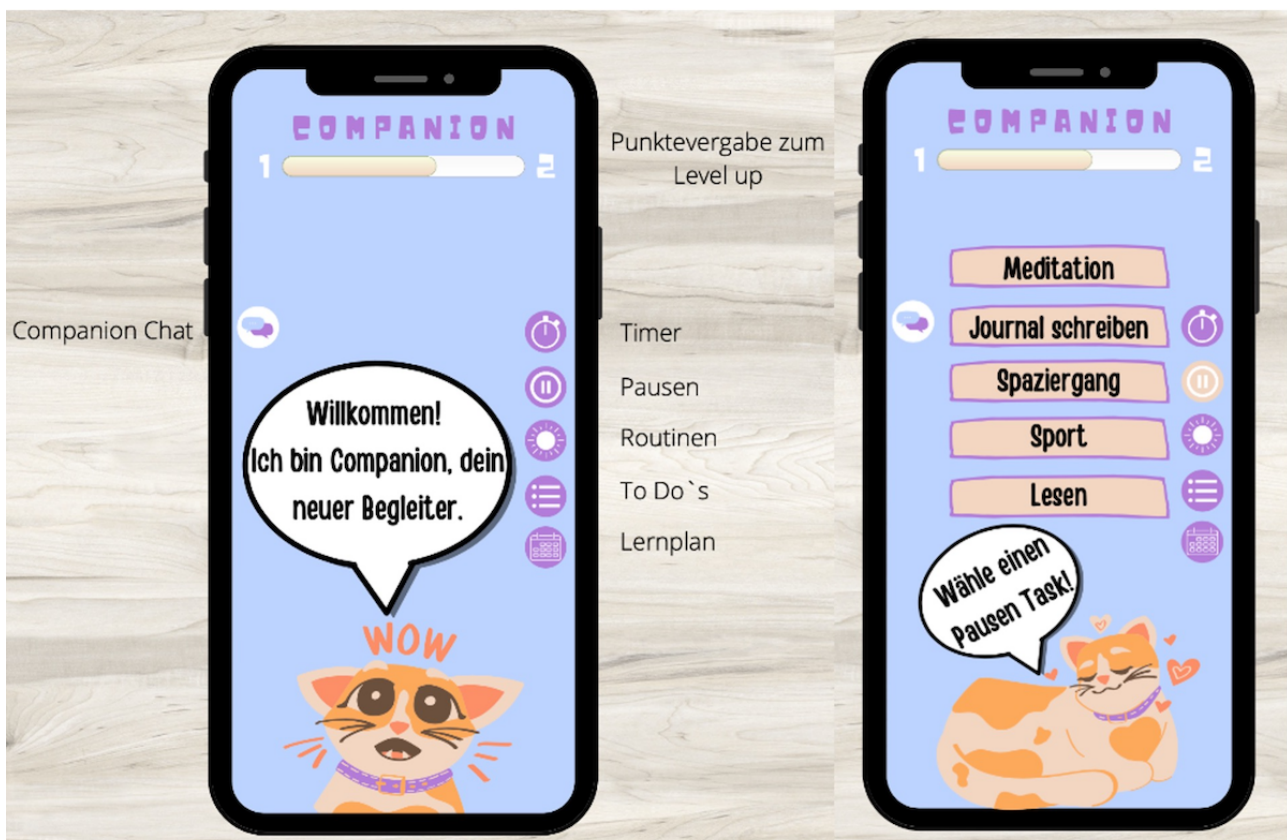 COMPANION
1 2
Punktevergabe zum
Level up
Companion Chat
Timer
Pausen
Routinen
To Do`s
Lernplan
Willkommen!
Ich bin Companion, dein
neuer Begleiter.
WOW
COMPANION
1 2
Meditation
Journal schreiben
Spaziergang
Sport
Lesen
Wähle einen
Pausen Task!